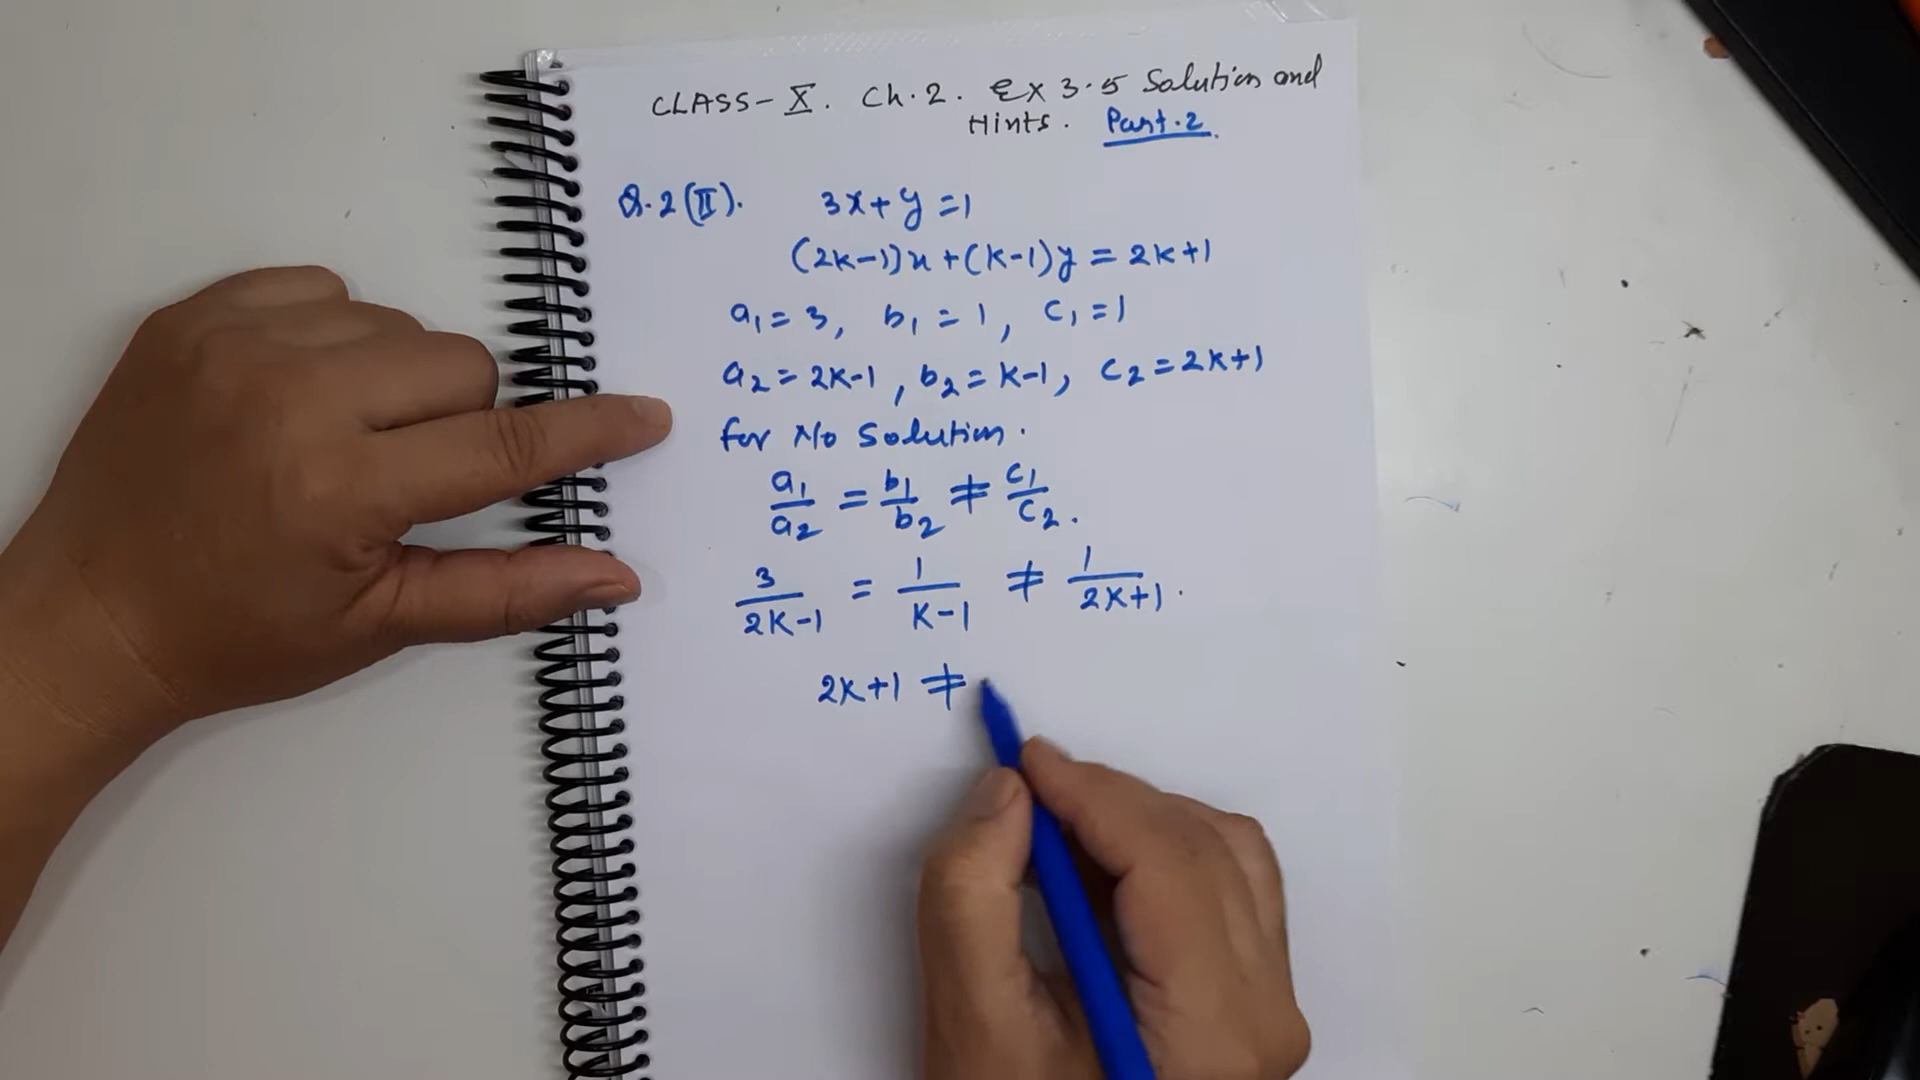 CLASS-X. Ch.2. Ex 3.5 Solution and
Hints. Part.2.
Q.2(II). 3x+y=1
(2k-1)x+(k-1)y=2k+1
a₁=3, b₁=1, c₁=1
a₂=2k-1, b₂=k-1, c₂=2k+1
for No Solution.
a₁/a₂ = b₁/b₂ ≠ c₁/c₂.
3/2k-1 = 1/k-1 ≠ 1/2k+1.
2k+1 ≠